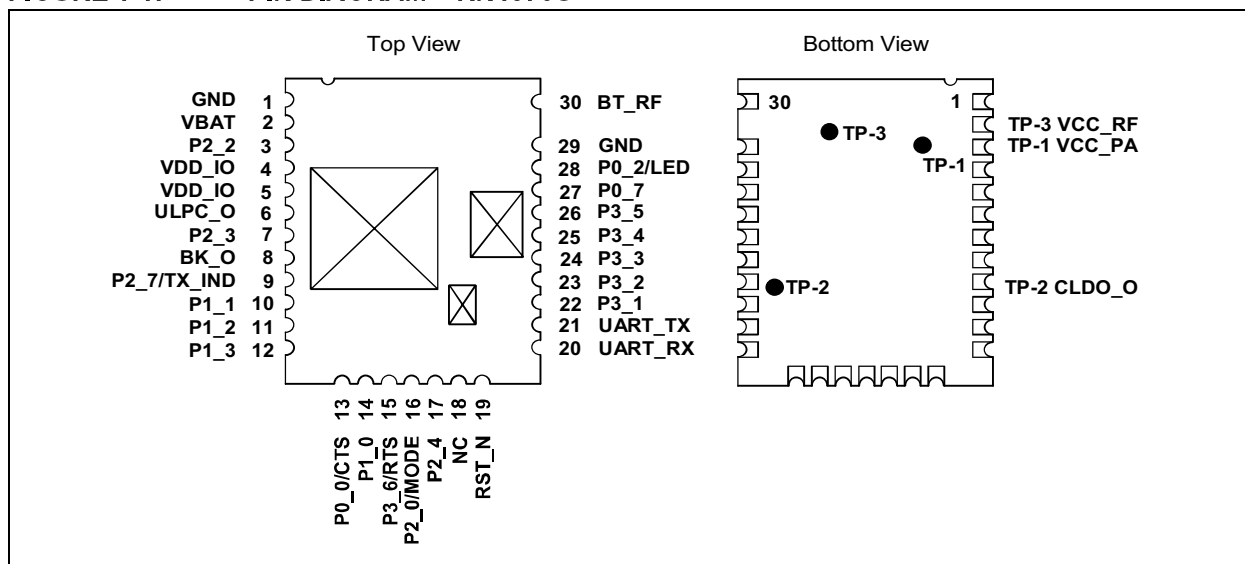 Top View
GND 1
VBAT 2
P2_2 3
VDD_IO 4
VDD_IO 5
ULPC_O 6
P2_3 7
BK_O 8
P2_7/TX_IND 9
P1_1 10
P1_2 11
P1_3 12
13 P0_0/CTS
14 P1_0
15 P3_6/RTS
16 P2_0/MODE
17 P2_4
18 NC
19 RST_N
30 BT_RF
29 GND
28 P0_2/LED
27 P0_7
26 P3_5
25 P3_4
24 P3_3
23 P3_2
22 P3_1
21 UART_TX
20 UART_RX
Bottom View
30
1
TP-3
TP-1
TP-2
TP-3 VCC_RF
TP-1 VCC_PA
TP-2 CLDO_O